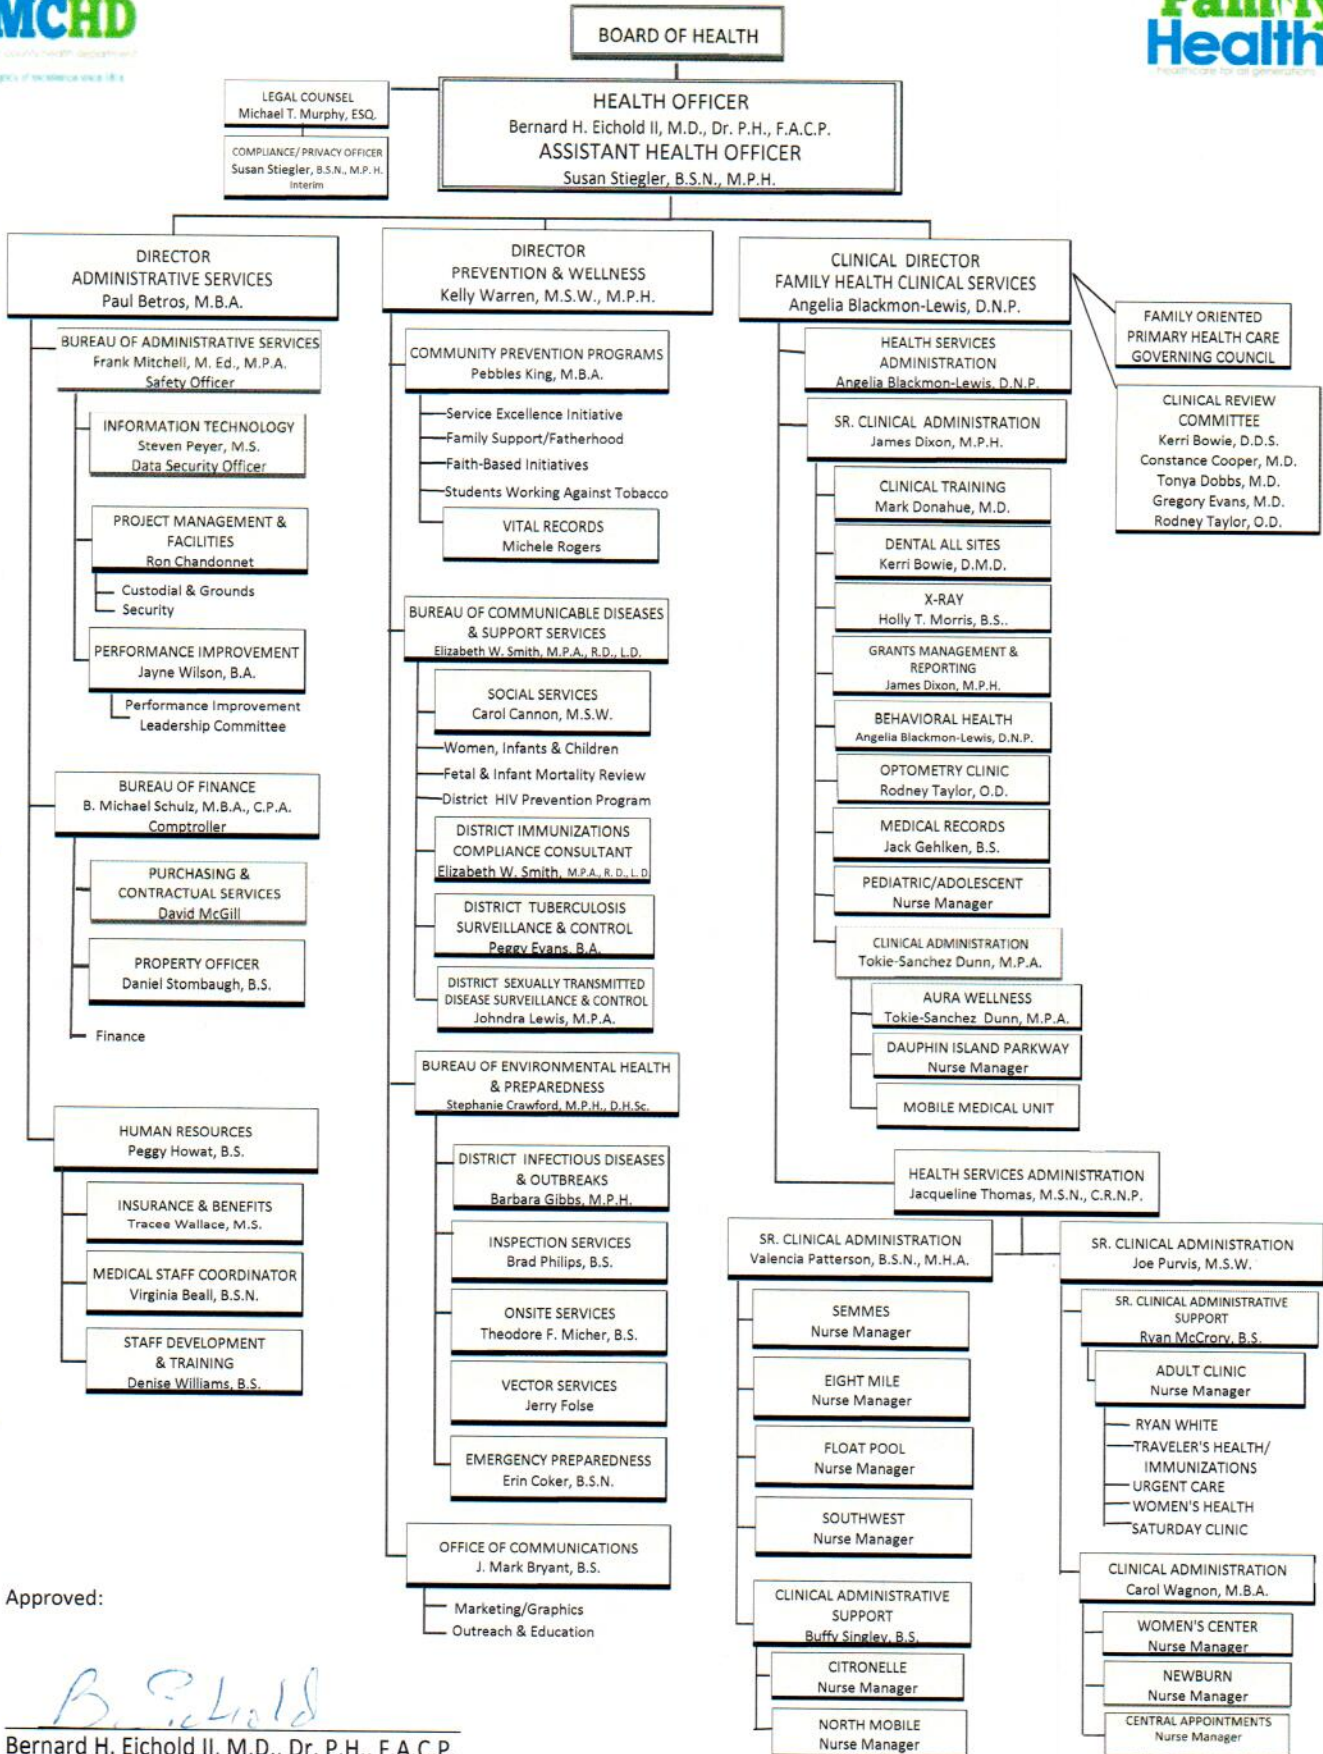 MCHD
Family
Health
healthcare for all generations
BOARD OF HEALTH
LEGAL COUNSEL
Michael T. Murphy, ESQ.
COMPLIANCE/ PRIVACY OFFICER
Susan Stiegler, B.S.N., M.P. H.
Interim
HEALTH OFFICER
Bernard H. Eichold II, M.D., Dr. P.H., F.A.C.P.
ASSISTANT HEALTH OFFICER
Susan Stiegler, B.S.N., M.P.H.
DIRECTOR
ADMINISTRATIVE SERVICES
Paul Betros, M.B.A.
BUREAU OF ADMINISTRATIVE SERVICES
Frank Mitchell, M. Ed., M.P.A.
Safety Officer
INFORMATION TECHNOLOGY
Steven Peyer, M.S.
Data Security Officer
PROJECT MANAGEMENT &
FACILITIES
Ron Chandonnet
Custodial & Grounds
Security
PERFORMANCE IMPROVEMENT
Jayne Wilson, B.A.
Performance Improvement
Leadership Committee
BUREAU OF FINANCE
B. Michael Schulz, M.B.A., C.P.A.
Comptroller
PURCHASING &
CONTRACTUAL SERVICES
David McGill
PROPERTY OFFICER
Daniel Stombaugh, B.S.
Finance
HUMAN RESOURCES
Peggy Howat, B.S.
INSURANCE & BENEFITS
Tracee Wallace, M.S.
MEDICAL STAFF COORDINATOR
Virginia Beall, B.S.N.
STAFF DEVELOPMENT
& TRAINING
Denise Williams, B.S.
DIRECTOR
PREVENTION & WELLNESS
Kelly Warren, M.S.W., M.P.H.
COMMUNITY PREVENTION PROGRAMS
Pebbles King, M.B.A.
Service Excellence Initiative
Family Support/Fatherhood
Faith-Based Initiatives
Students Working Against Tobacco
VITAL RECORDS
Michele Rogers
BUREAU OF COMMUNICABLE DISEASES
& SUPPORT SERVICES
Elizabeth W. Smith, M.P.A., R.D., L.D.
SOCIAL SERVICES
Carol Cannon, M.S.W.
Women, Infants & Children
Fetal & Infant Mortality Review
District HIV Prevention Program
DISTRICT IMMUNIZATIONS
COMPLIANCE CONSULTANT
Elizabeth W. Smith, M.P.A., R. D., L. D
DISTRICT TUBERCULOSIS
SURVEILLANCE & CONTROL
Peggy Evans, B.A.
DISTRICT SEXUALLY TRANSMITTED
DISEASE SURVEILLANCE & CONTROL
Johndra Lewis, M.P.A.
BUREAU OF ENVIRONMENTAL HEALTH
& PREPAREDNESS
Stephanie Crawford, M.P.H., D.H.Sc.
DISTRICT INFECTIOUS DISEASES
& OUTBREAKS
Barbara Gibbs, M.P.H.
INSPECTION SERVICES
Brad Philips, B.S.
ONSITE SERVICES
Theodore F. Micher, B.S.
VECTOR SERVICES
Jerry Folse
EMERGENCY PREPAREDNESS
Erin Coker, B.S.N.
OFFICE OF COMMUNICATIONS
J. Mark Bryant, B.S.
Marketing/Graphics
Outreach & Education
CLINICAL DIRECTOR
FAMILY HEALTH CLINICAL SERVICES
Angelia Blackmon-Lewis, D.N.P.
FAMILY ORIENTED
PRIMARY HEALTH CARE
GOVERNING COUNCIL
CLINICAL REVIEW
COMMITTEE
Kerri Bowie, D.D.S.
Constance Cooper, M.D.
Tonya Dobbs, M.D.
Gregory Evans, M.D.
Rodney Taylor, O.D.
HEALTH SERVICES
ADMINISTRATION
Angelia Blackmon-Lewis, D.N.P.
SR. CLINICAL ADMINISTRATION
James Dixon, M.P.H.
CLINICAL TRAINING
Mark Donahue, M.D.
DENTAL ALL SITES
Kerri Bowie, D.M.D.
X-RAY
Holly T. Morris, B.S..
GRANTS MANAGEMENT &
REPORTING
James Dixon, M.P.H.
BEHAVIORAL HEALTH
Angelia Blackmon-Lewis, D.N.P.
OPTOMETRY CLINIC
Rodney Taylor, O.D.
MEDICAL RECORDS
Jack Gehlken, B.S.
PEDIATRIC/ADOLESCENT
Nurse Manager
CLINICAL ADMINISTRATION
Tokie-Sanchez Dunn, M.P.A.
AURA WELLNESS
Tokie-Sanchez Dunn, M.P.A.
DAUPHIN ISLAND PARKWAY
Nurse Manager
MOBILE MEDICAL UNIT
HEALTH SERVICES ADMINISTRATION
Jacqueline Thomas, M.S.N., C.R.N.P.
SR. CLINICAL ADMINISTRATION
Valencia Patterson, B.S.N., M.H.A.
SEMMES
Nurse Manager
EIGHT MILE
Nurse Manager
FLOAT POOL
Nurse Manager
SOUTHWEST
Nurse Manager
CLINICAL ADMINISTRATIVE
SUPPORT
Buffy Singley, B.S.
CITRONELLE
Nurse Manager
NORTH MOBILE
Nurse Manager
SR. CLINICAL ADMINISTRATION
Joe Purvis, M.S.W.
SR. CLINICAL ADMINISTRATIVE
SUPPORT
Ryan McCrory, B.S.
ADULT CLINIC
Nurse Manager
RYAN WHITE
TRAVELER'S HEALTH/
IMMUNIZATIONS
URGENT CARE
WOMEN'S HEALTH
SATURDAY CLINIC
CLINICAL ADMINISTRATION
Carol Wagnon, M.B.A.
WOMEN'S CENTER
Nurse Manager
NEWBURN
Nurse Manager
CENTRAL APPOINTMENTS
Nurse Manager
Approved:
B. Eichold
Bernard H. Eichold II, M.D., Dr. P.H., F.A.C.P.